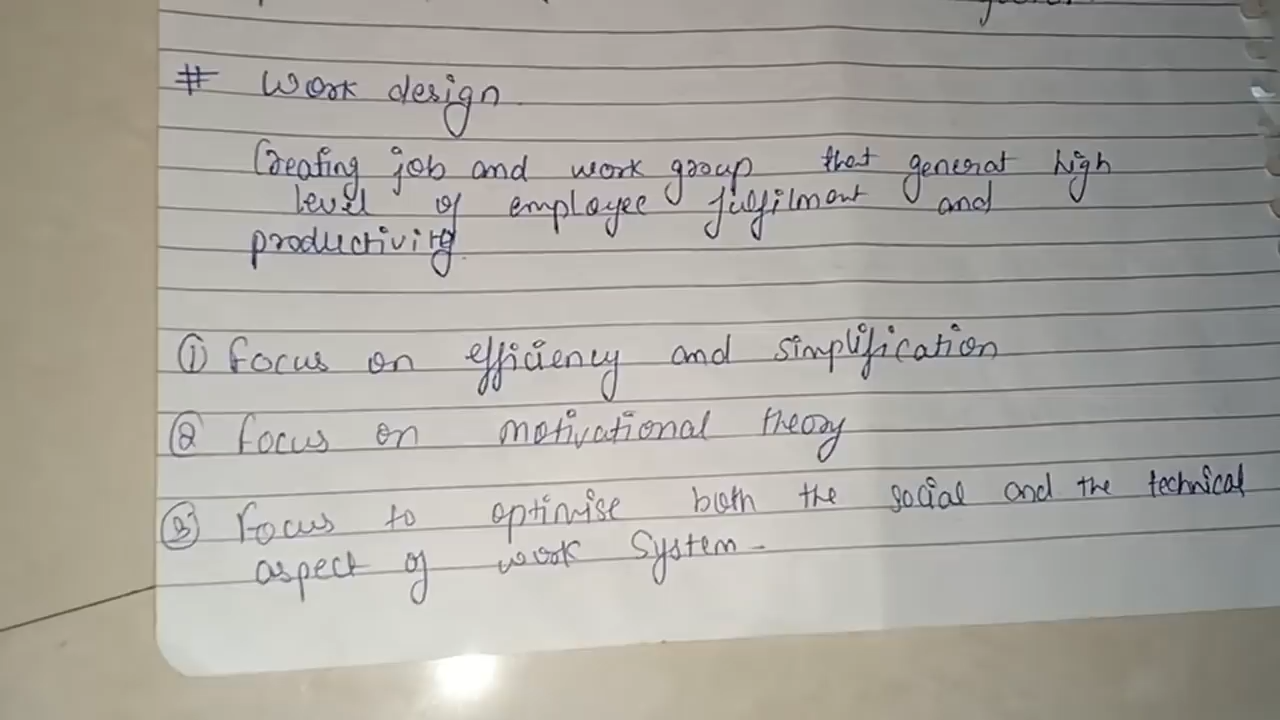 # Work design
Creating job and work group that generat high
level of employee fulfilment and
productivity.
① Focus on efficiency and simplification
② Focus on motivational theory
③ Focus to optimise both the social and the technical
aspect of work system -